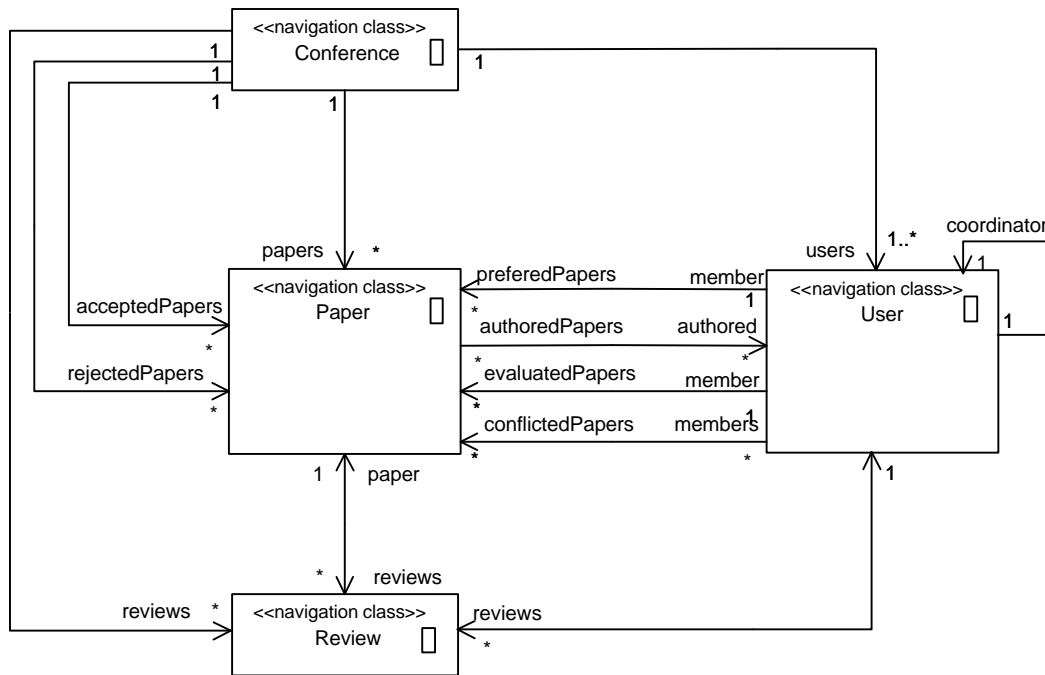 <<navigation class>>
Conference
1
1
1
1
1
papers
*
users
1..*
coordinator
1
<<navigation class>>
Paper
preferedPapers
member
*
1
<<navigation class>>
User
1
acceptedPapers
*
authoredPapers
authored
*
*
rejectedPapers
*
evaluatedPapers
member
*
1
conflictedPapers
members
*
*
1
paper
1
*
reviews
reviews
*
<<navigation class>>
Review
reviews
*